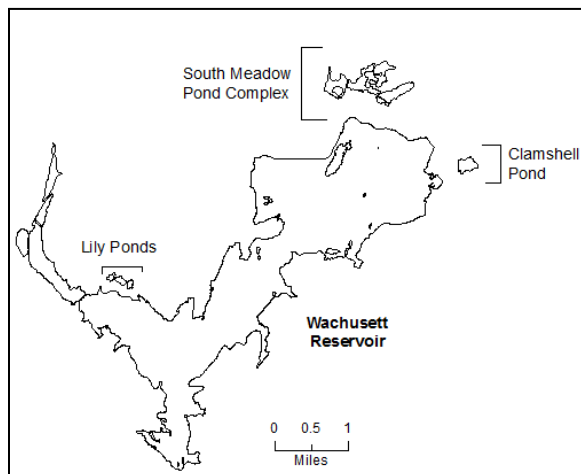 South Meadow
Pond Complex
Clamshell
Pond
Lily Ponds
Wachusett
Reservoir
0 0.5 1
Miles